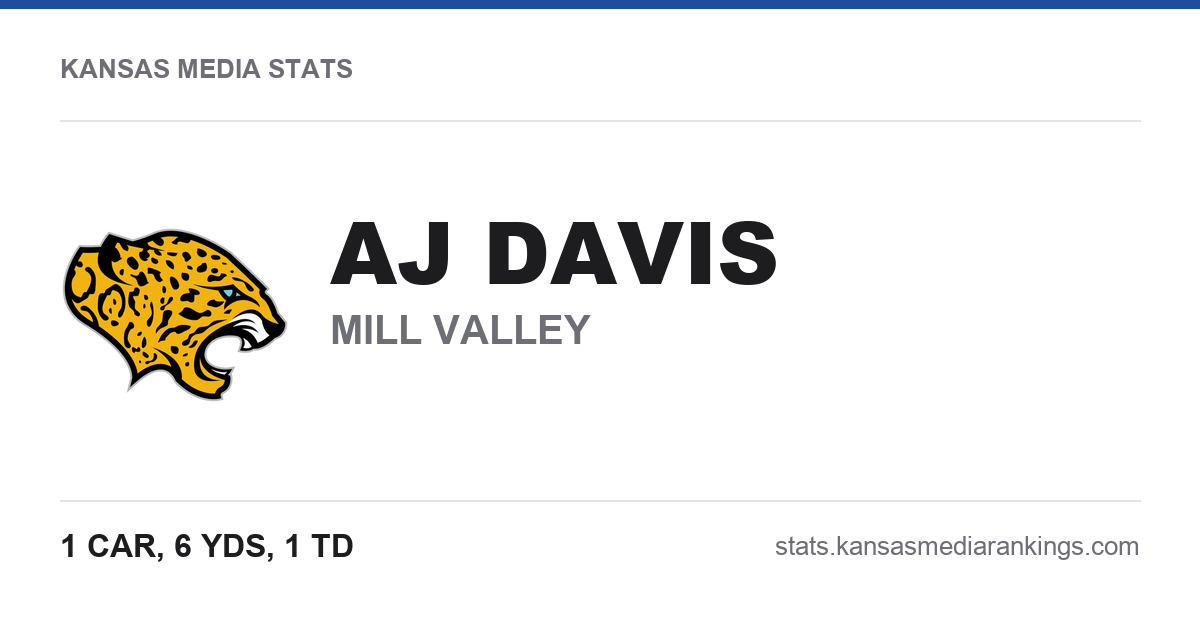 KANSAS MEDIA STATS
AJ DAVIS
MILL VALLEY
1 CAR, 6 YDS, 1 TD
stats.kansasmediarankings.com